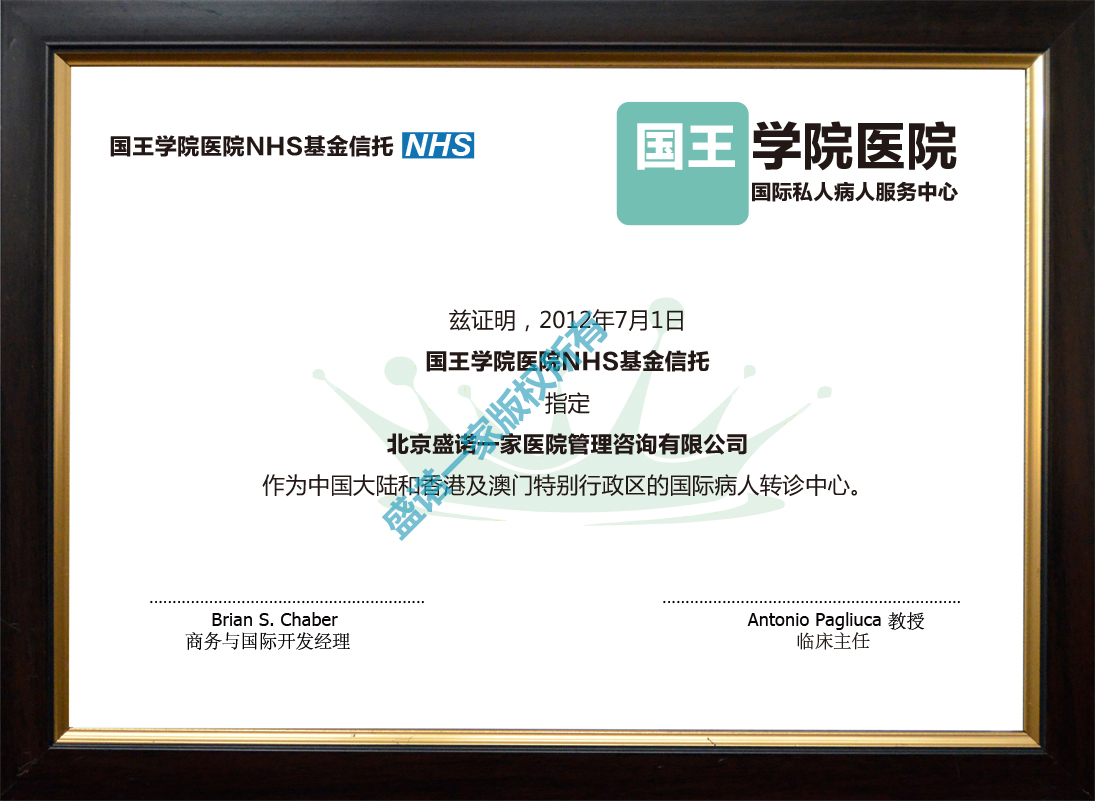 国王学院医院NHS基金信托 NHS
国王学院医院
国际私人病人服务中心
兹证明，2012年7月1日
国王学院医院NHS基金信托
指定
北京盛诺一家医院管理咨询有限公司
作为中国大陆和香港及澳门特别行政区的国际病人转诊中心。
盛诺一家版权所有
Brian S. Chaber
商务与国际开发经理
Antonio Pagliuca 教授
临床主任